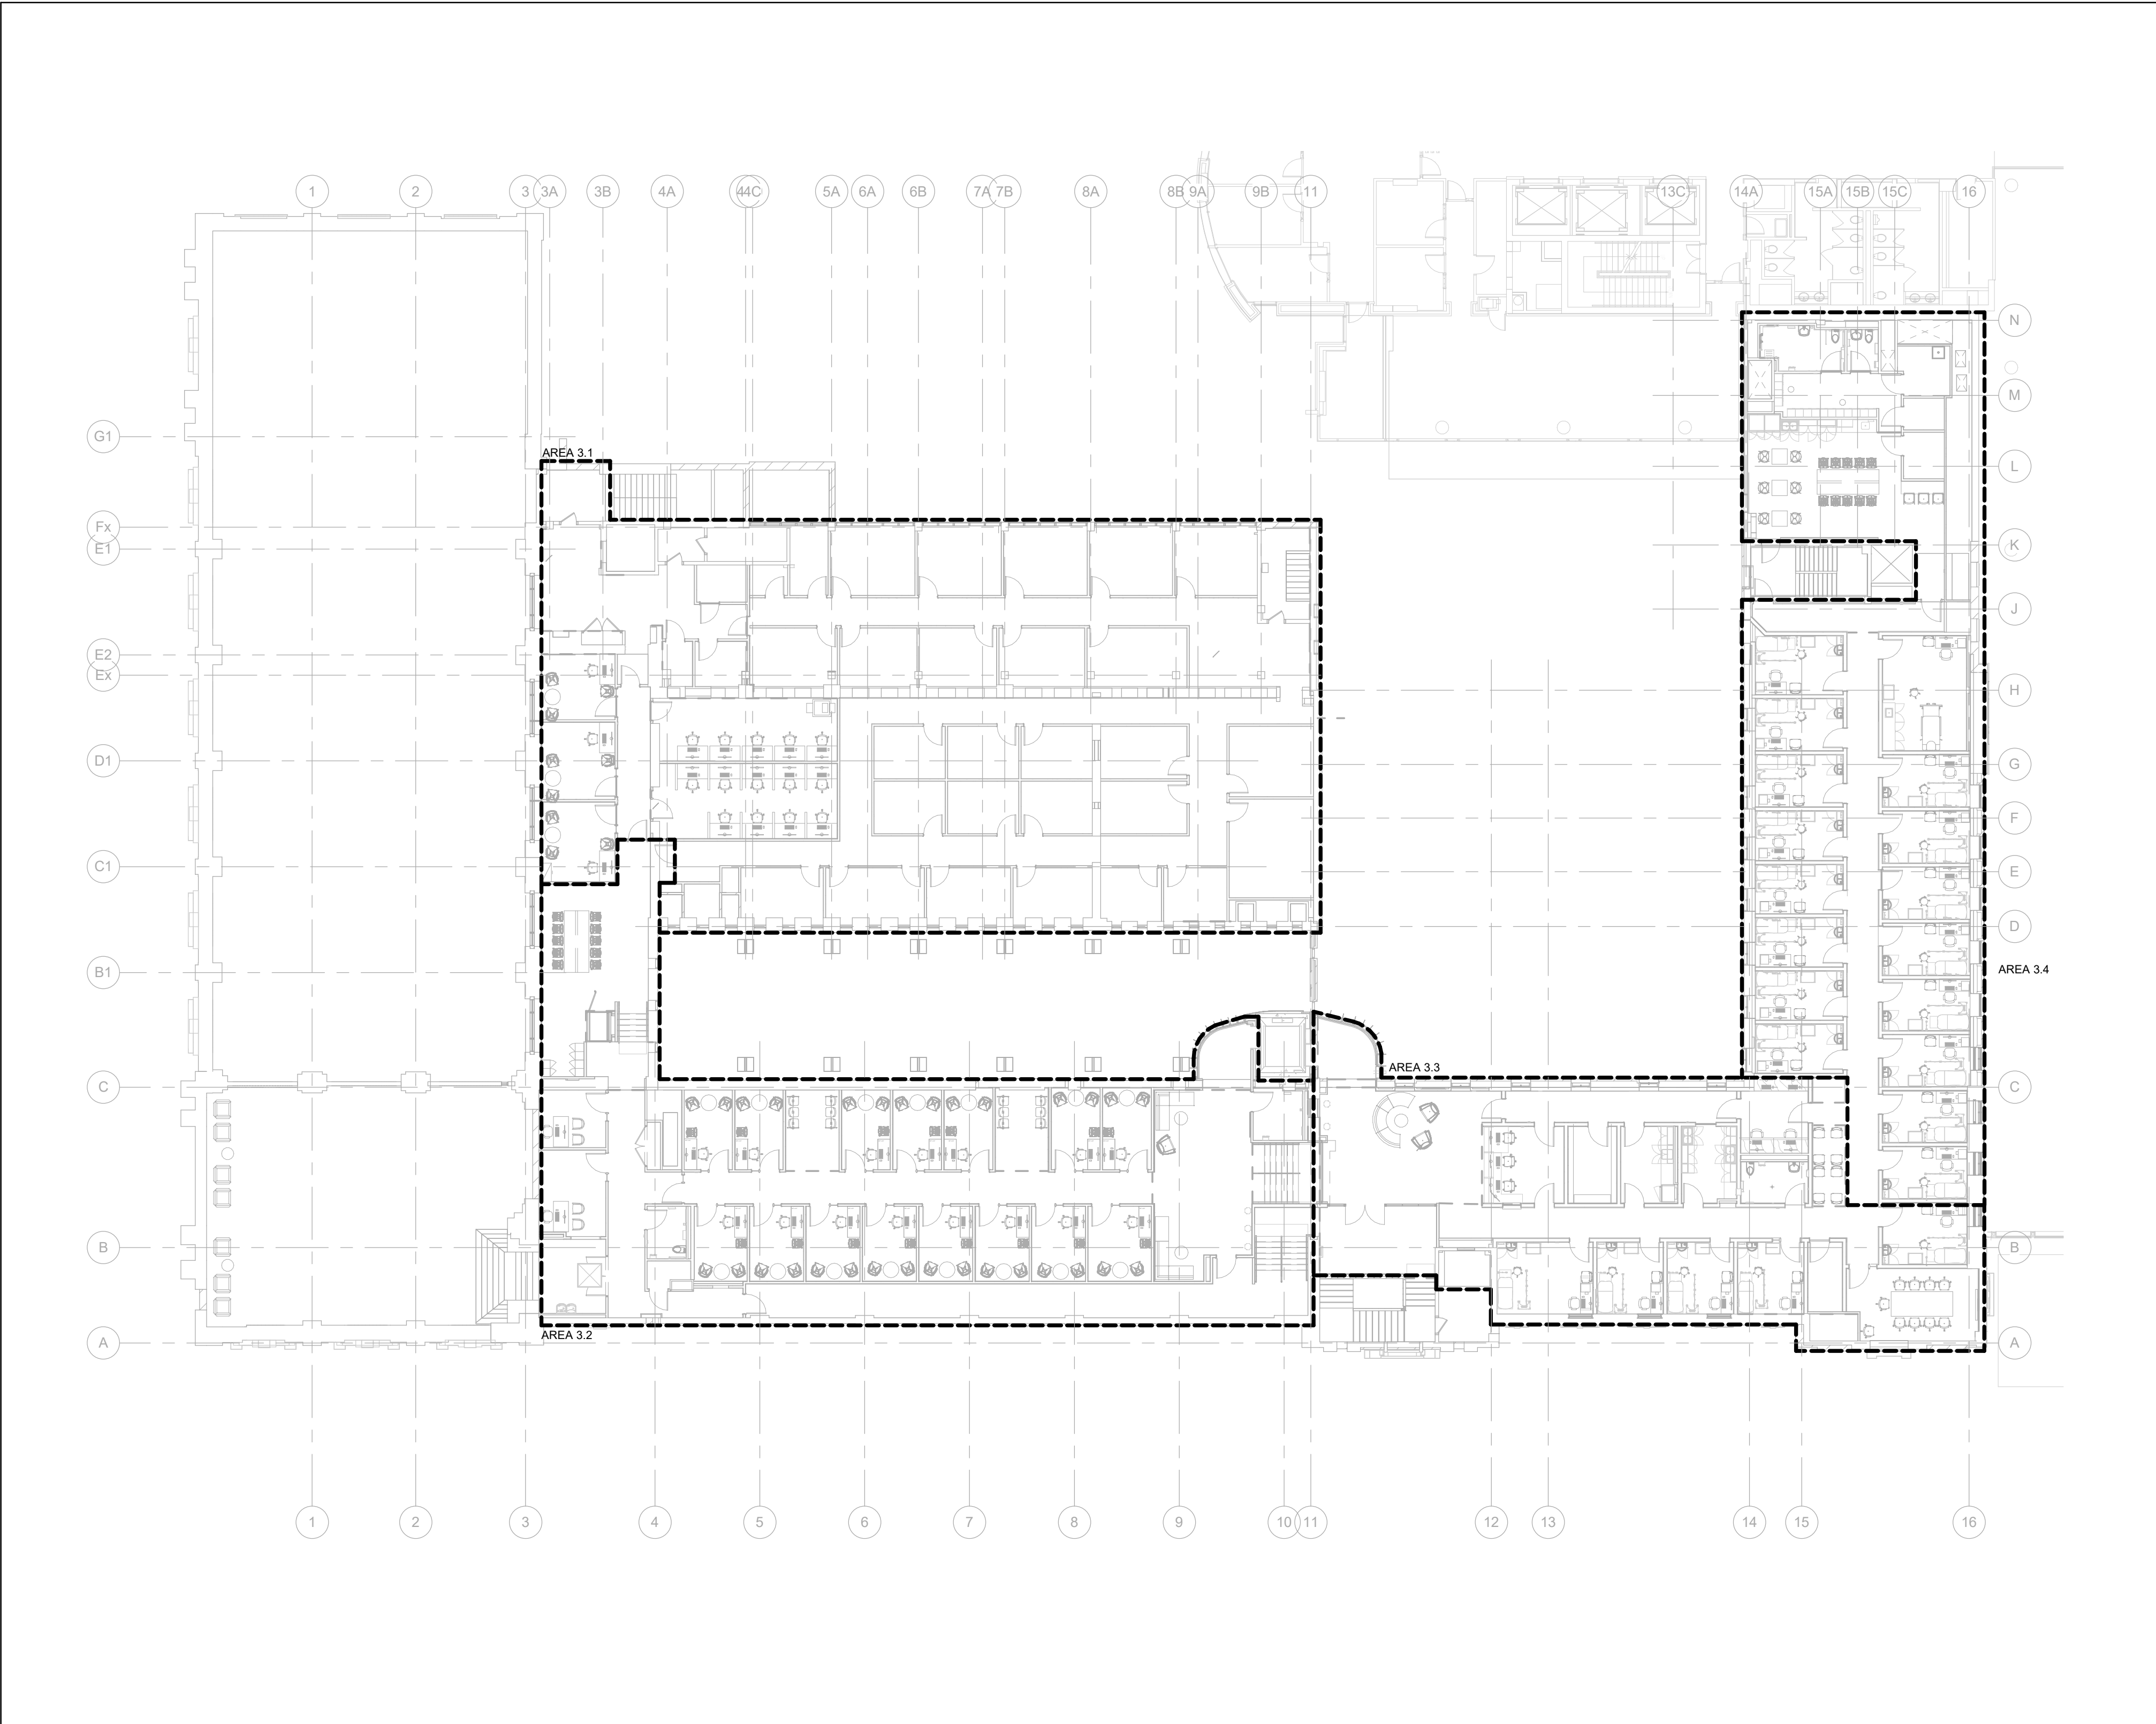 1 2 3 3A 3B 4A 4 4C 5A 6A 6B 7A 7B 8A 8B 9A 9B 11 13C 14A 15A 15B 15C 16
N
M
G1
AREA 3.1
L
Fx
E1 K
J
E2
Ex
H
D1 G
F
C1 E
D
B1 AREA 3.4
AREA 3.3
C C
B B
AREA 3.2
A A
1 2 3 4 5 6 7 8 9 10 11 12 13 14 15 16